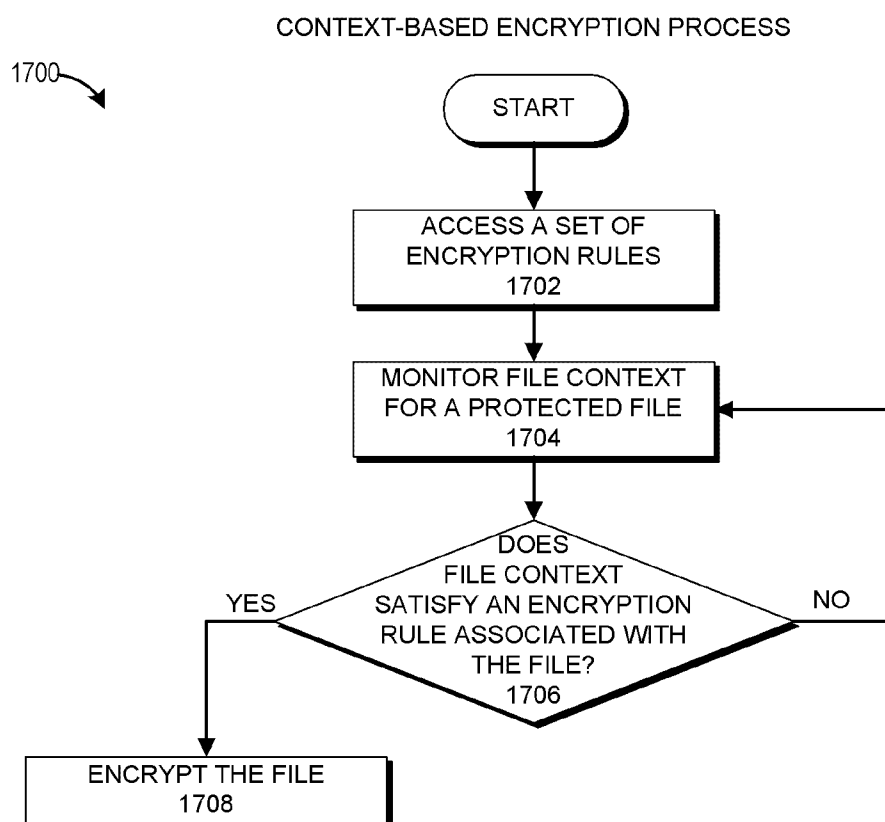 CONTEXT-BASED ENCRYPTION PROCESS
1700
START
ACCESS A SET OF
ENCRYPTION RULES
1702
MONITOR FILE CONTEXT
FOR A PROTECTED FILE
1704
DOES
FILE CONTEXT
SATISFY AN ENCRYPTION
RULE ASSOCIATED WITH
THE FILE?
1706
YES
NO
ENCRYPT THE FILE
1708